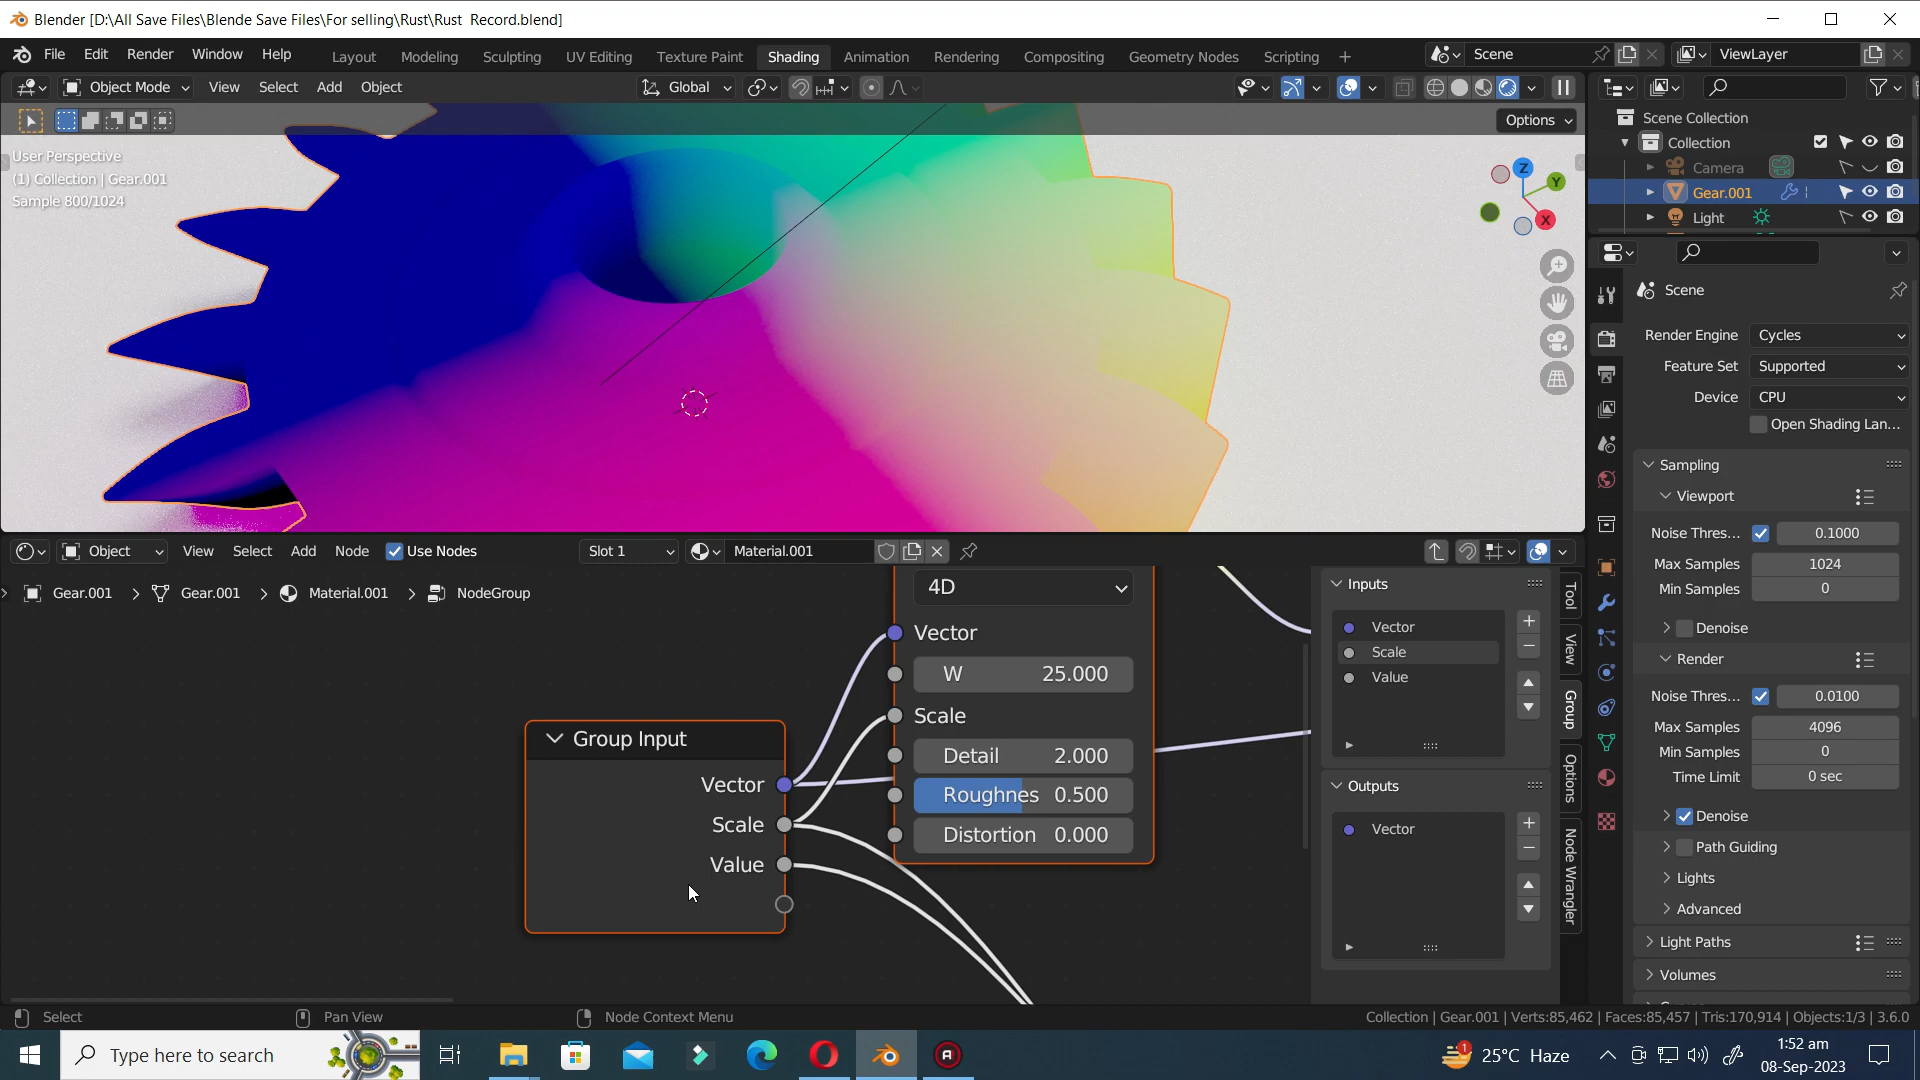 Blender [D:\All Save Files\Blende Save Files\For selling\Rust\Rust Record.blend]
File Edit Render Window Help
Layout Modeling Sculpting UV Editing Texture Paint Shading Animation Rendering Compositing Geometry Nodes Scripting +
Scene
ViewLayer
Object Mode View Select Add Object
Global
Options
User Perspective
(1) Collection | Gear.001
Sample 800/1024
Z
Y
X
Scene Collection
Collection
Camera
Gear.001
Light
Scene
Render Engine Cycles
Feature Set Supported
Device CPU
Open Shading Lan...
Sampling
Viewport
Noise Thres... 0.1000
Max Samples 1024
Min Samples 0
Denoise
Render
Noise Thres... 0.0100
Max Samples 4096
Min Samples 0
Time Limit 0 sec
Denoise
Path Guiding
Lights
Advanced
Light Paths
Volumes
Object View Select Add Node Use Nodes
Slot 1
Material.001
Gear.001 > Gear.001 > Material.001 > NodeGroup
4D
Vector
W 25.000
Scale
Detail 2.000
Roughnes 0.500
Distortion 0.000
Group Input
Vector
Scale
Value
Inputs
Vector
Scale
Value
Outputs
Vector
Tool
View
Group
Options
Node Wrangler
Select
Pan View
Node Context Menu
Collection | Gear.001 | Verts:85,462 | Faces:85,457 | Tris:170,914 | Objects:1/3 | 3.6.0
Type here to search
1
25°C Haze
1:52 am
08-Sep-2023